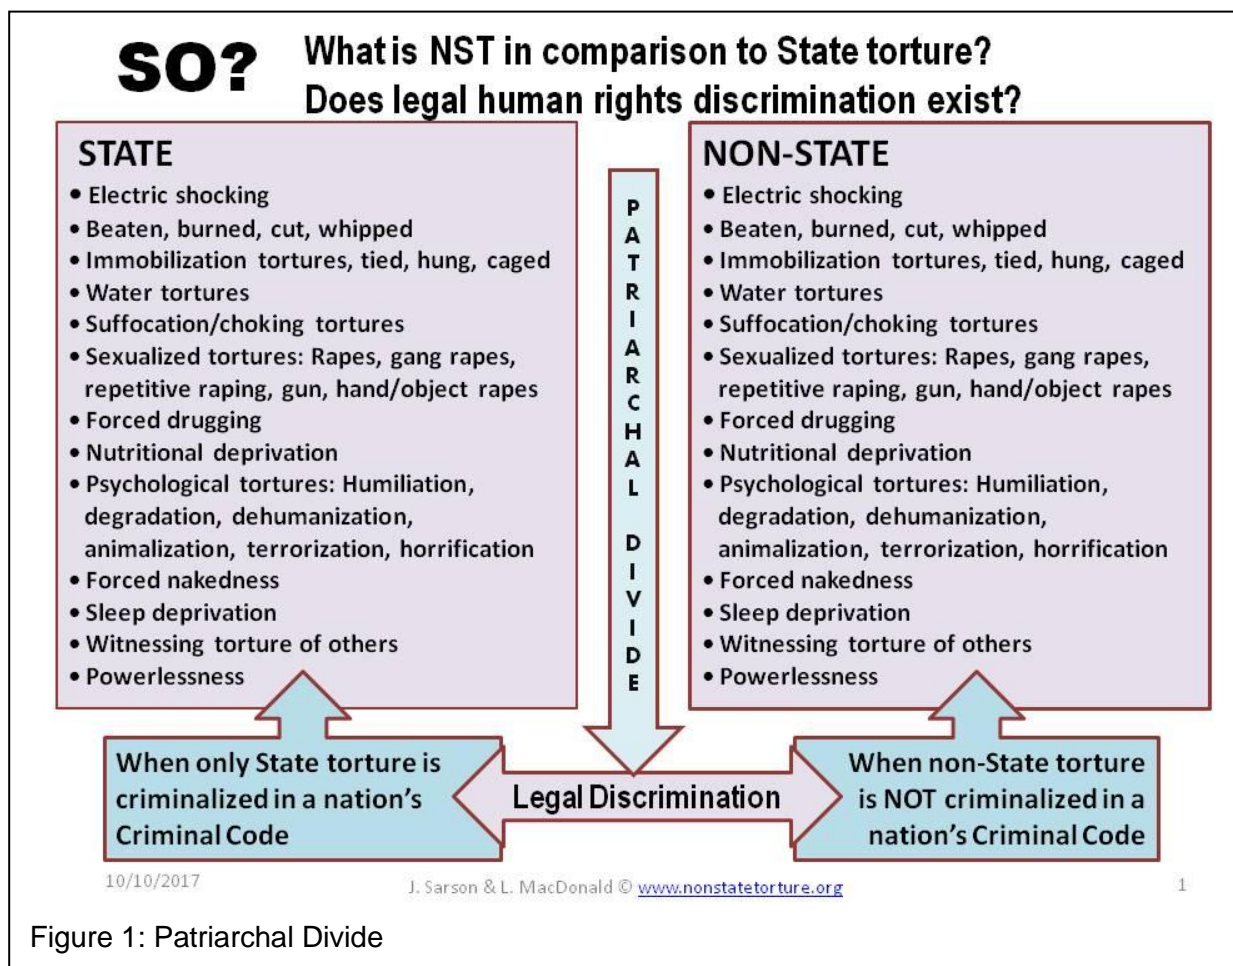 SO?
What is NST in comparison to State torture?
Does legal human rights discrimination exist?
STATE
• Electric shocking
• Beaten, burned, cut, whipped
• Immobilization tortures, tied, hung, caged
• Water tortures
• Suffocation/choking tortures
• Sexualized tortures: Rapes, gang rapes,
repetitive raping, gun, hand/object rapes
• Forced drugging
• Nutritional deprivation
• Psychological tortures: Humiliation,
degradation, dehumanization,
animalization, terrorization, horrification
• Forced nakedness
• Sleep deprivation
• Witnessing torture of others
• Powerlessness
PATRIARCHAL DIVIDE
NON-STATE
• Electric shocking
• Beaten, burned, cut, whipped
• Immobilization tortures, tied, hung, caged
• Water tortures
• Suffocation/choking tortures
• Sexualized tortures: Rapes, gang rapes,
repetitive raping, gun, hand/object rapes
• Forced drugging
• Nutritional deprivation
• Psychological tortures: Humiliation,
degradation, dehumanization,
animalization, terrorization, horrification
• Forced nakedness
• Sleep deprivation
• Witnessing torture of others
• Powerlessness
When only State torture is
criminalized in a nation's
Criminal Code
Legal Discrimination
When non-State torture
is NOT criminalized in a
nation's Criminal Code
10/10/2017
J. Sarson & L. MacDonald © www.nonstatetorture.org
1
Figure 1: Patriarchal Divide